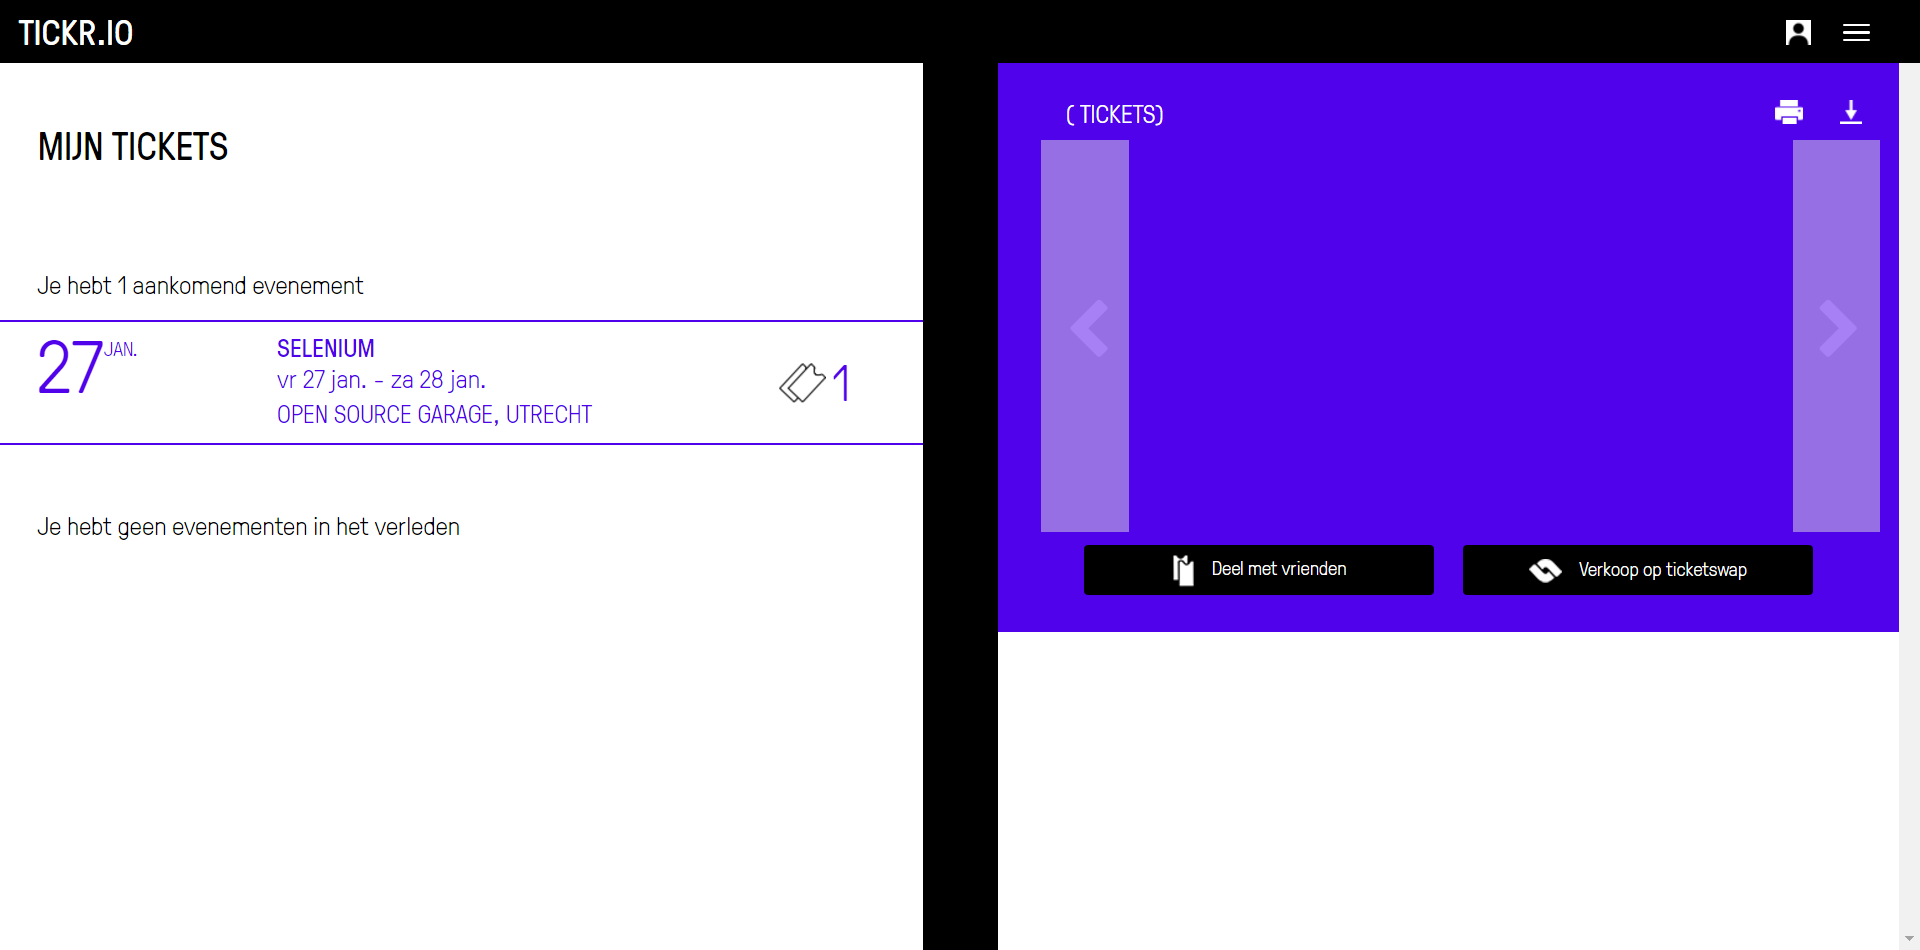 TICKR.IO
MIJN TICKETS
Je hebt 1 aankomend evenement
27 JAN.
SELENIUM
vr 27 jan. - za 28 jan.
OPEN SOURCE GARAGE, UTRECHT
1
Je hebt geen evenementen in het verleden
( TICKETS)
Deel met vrienden
Verkoop op ticketswap